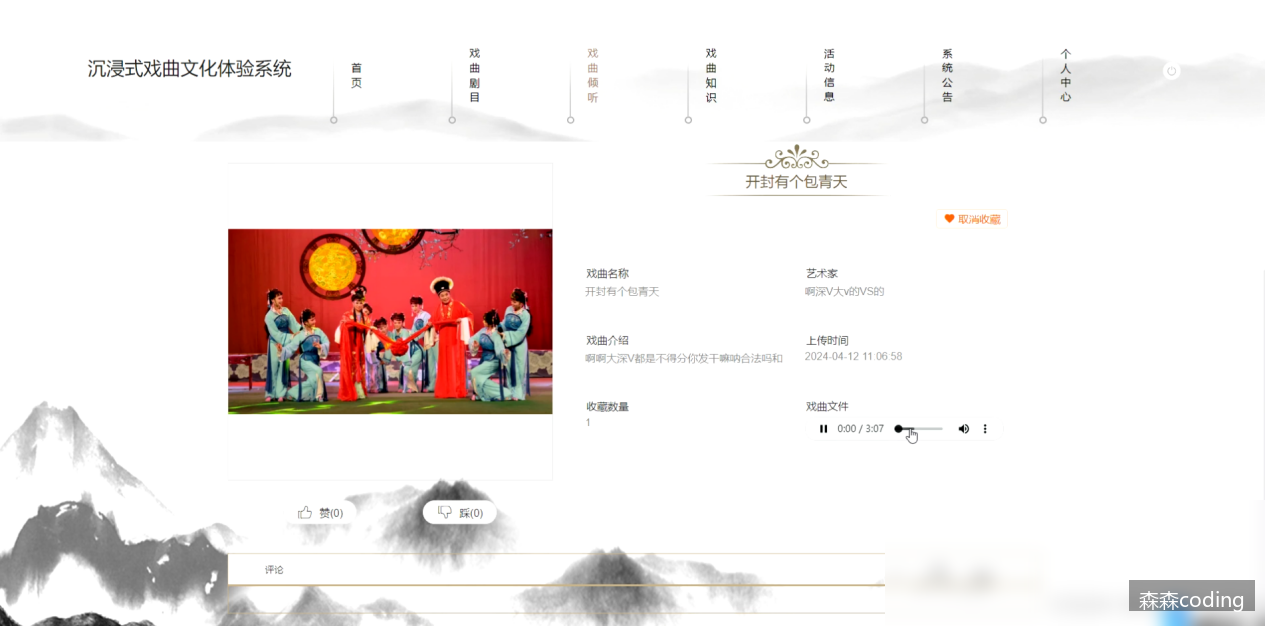 沉浸式戏曲文化体验系统
首页
戏曲剧目
戏曲倾听
戏曲知识
活动信息
系统公告
个人中心
开封有个包青天
取消收藏
戏曲名称
开封有个包青天
艺术家
啊深V大v的VS的
戏曲介绍
啊啊大深V都是不得分你发干嘛呐合法吗和
上传时间
2024-04-12 11:06:58
收藏数量
1
戏曲文件
0:00 / 3:07
赞(0)
踩(0)
评论
森森coding